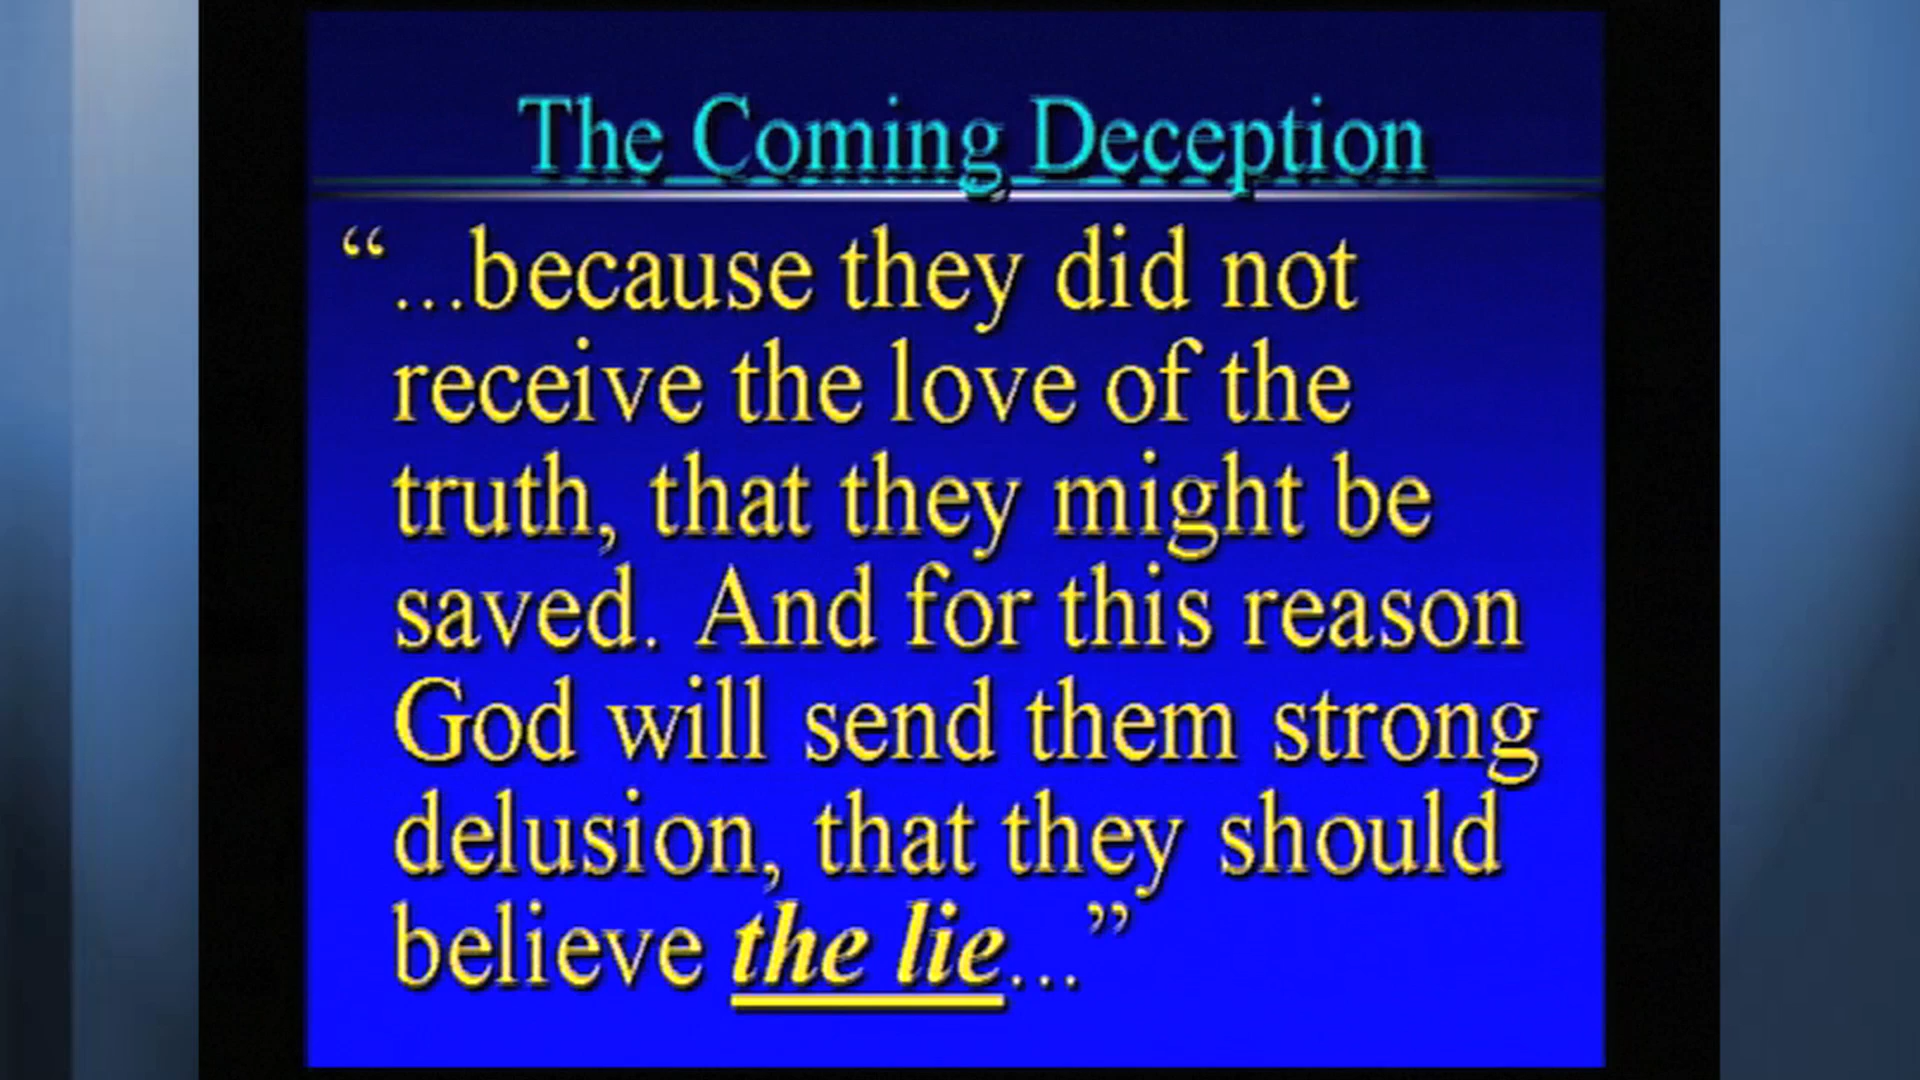 The Coming Deception
“...because they did not
receive the love of the
truth, that they might be
saved. And for this reason
God will send them strong
delusion, that they should
believe the lie...”